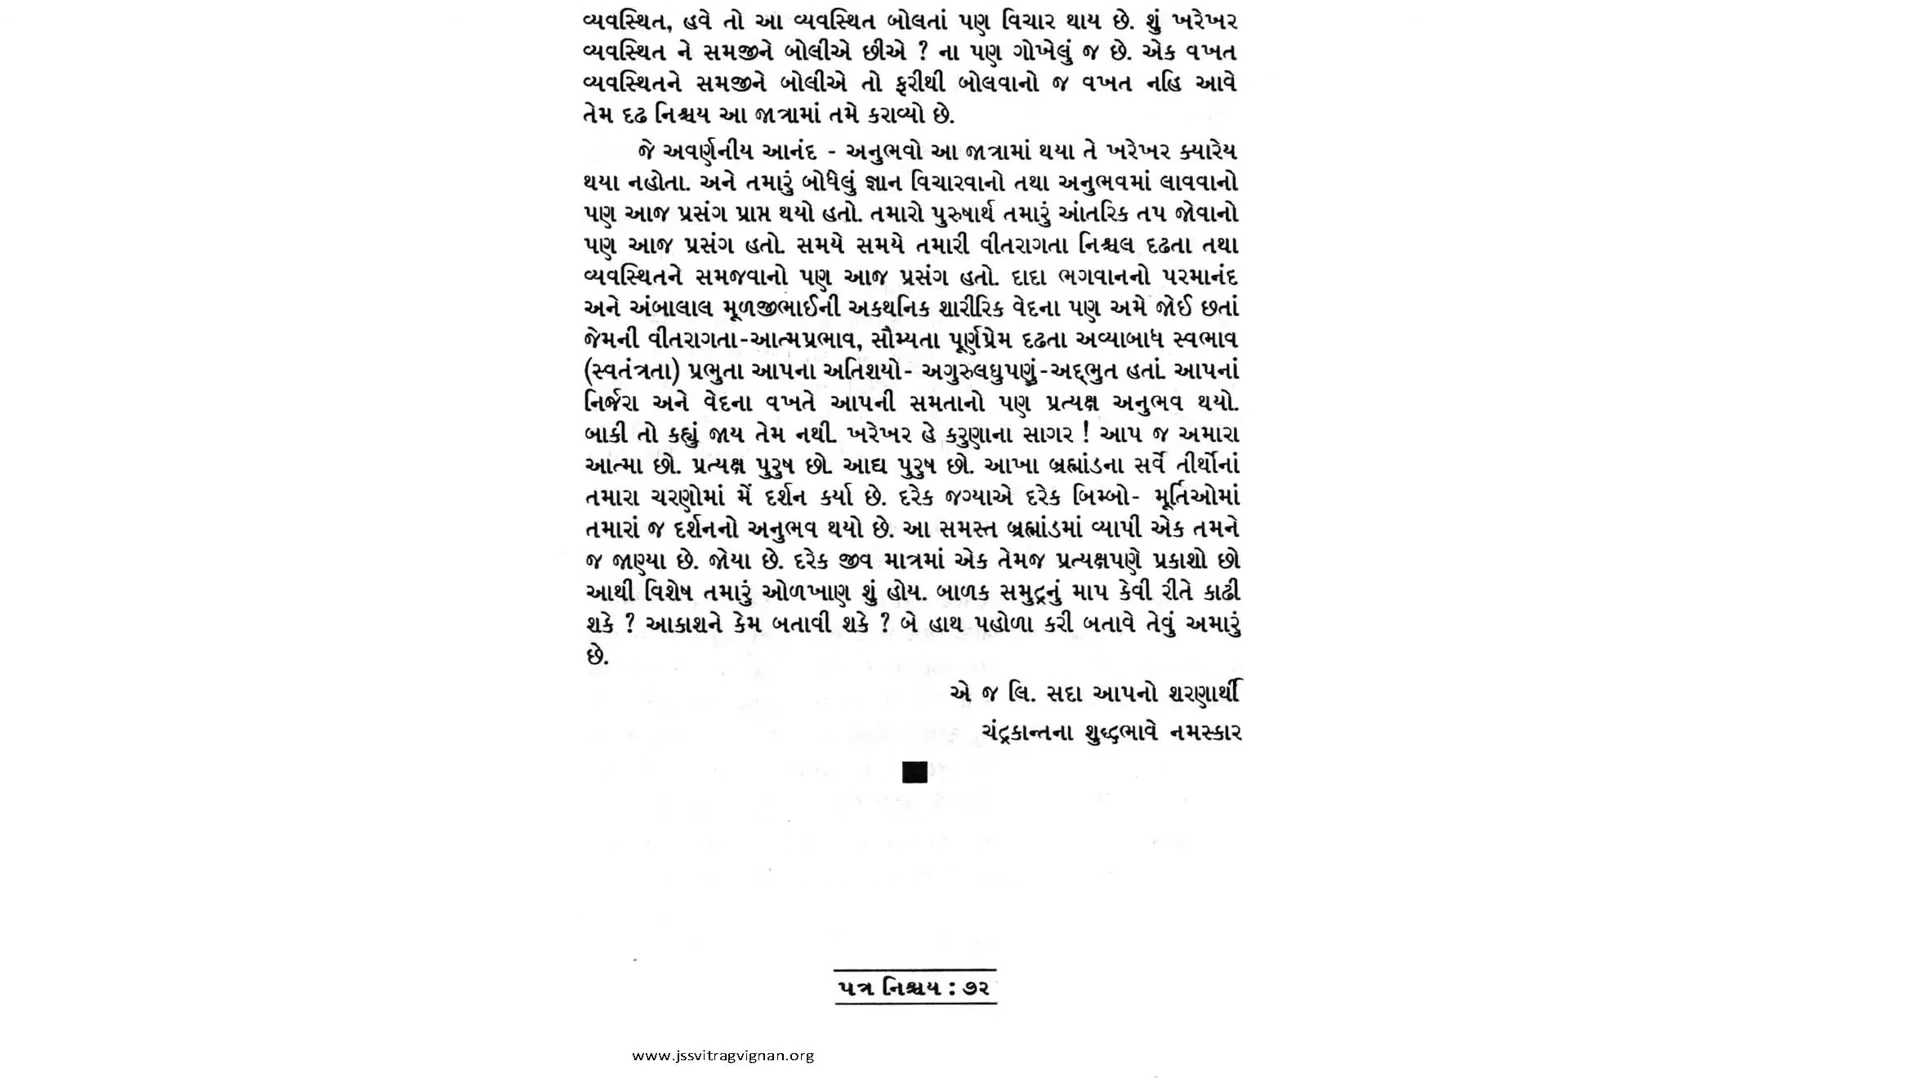 વ્યવસ્થિત, હવે તો આ વ્યવસ્થિત બોલતાં પણ વિચાર થાય છે. શું ખરેખર
વ્યવસ્થિત ને સમજીને બોલીએ છીએ ? ના પણ ગોખેલું જ છે. એક વખત
વ્યવસ્થિતને સમજીને બોલીએ તો ફરીથી બોલવાનો જ વખત નહિ આવે
તેમ દઢ નિશ્ચય આ જાત્રામાં તમે કરાવ્યો છે.
જે અવર્ણનીય આનંદ - અનુભવો આ જાત્રામાં થયા તે ખરેખર ક્યારેય
થયા નહોતા. અને તમારું બોધેલું જ્ઞાન વિચારવાનો તથા અનુભવમાં લાવવાનો
પણ આજ પ્રસંગ પ્રાપ્ત થયો હતો. તમારો પુરુષાર્થ તમારું આંતરિક તપ જોવાનો
પણ આજ પ્રસંગ હતો. સમયે સમયે તમારી વીતરાગતા નિશ્ચલ દઢતા તથા
વ્યવસ્થિતને સમજવાનો પણ આજ પ્રસંગ હતો. દાદા ભગવાનનો પરમાનંદ
અને અંબાલાલ મૂળજીભાઈની અકથનિક શારીરિક વેદના પણ અમે જોઈ છતાં
જેમની વીતરાગતા-આત્મપ્રભાવ, સૌમ્યતા પૂર્ણપ્રેમ દઢતા અવ્યાબાધ સ્વભાવ
(સ્વતંત્રતા) પ્રભુતા આપના અતિશયો- અગુરુલઘુપણું-અદ્ભુત હતાં. આપનાં
નિર્જરા અને વેદના વખતે આપની સમતાનો પણ પ્રત્યક્ષ અનુભવ થયો.
બાકી તો કહ્યું જાય તેમ નથી. ખરેખર હે કરુણાના સાગર ! આપ જ અમારા
આત્મા છો. પ્રત્યક્ષ પુરુષ છો. આદ્ય પુરુષ છો. આખા બ્રહ્માંડના સર્વે તીર્થોનાં
તમારા ચરણોમાં મેં દર્શન કર્યા છે. દરેક જગ્યાએ દરેક બિમ્બો- મૂર્તિઓમાં
તમારાં જ દર્શનનો અનુભવ થયો છે. આ સમસ્ત બ્રહ્માંડમાં વ્યાપી એક તમને
જ જાણ્યા છે. જોયા છે. દરેક જીવ માત્રમાં એક તેમજ પ્રત્યક્ષપણે પ્રકાશો છો
આથી વિશેષ તમારું ઓળખાણ શું હોય. બાળક સમુદ્રનું માપ કેવી રીતે કાઢી
શકે ? આકાશને કેમ બતાવી શકે ? બે હાથ પહોળા કરી બતાવે તેવું અમારું
છે.
એ જ લિ. સદા આપનો શરણાર્થી
ચંદ્રકાન્તના શુદ્ધભાવે નમસ્કાર
પત્ર નિશ્ચય : ૭૨
www.jssvitragvignan.org